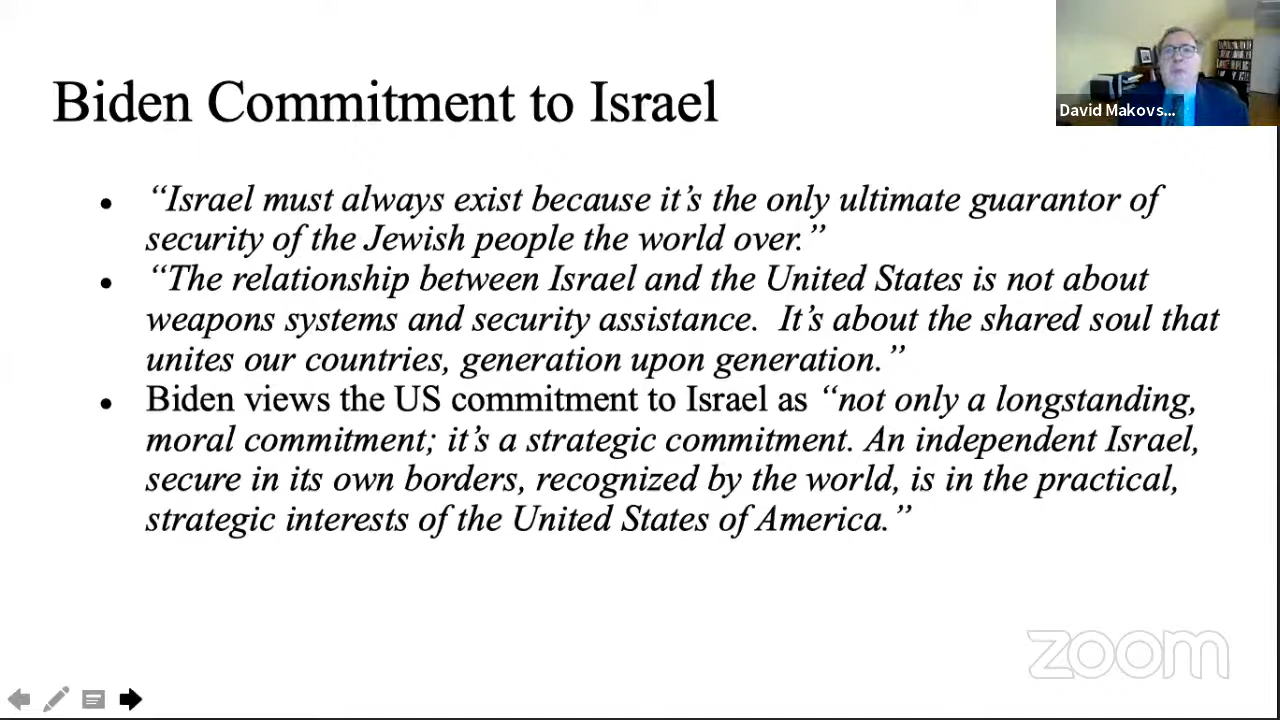 Biden Commitment to Israel
David Makovs...
• “Israel must always exist because it’s the only ultimate guarantor of
security of the Jewish people the world over.”
• “The relationship between Israel and the United States is not about
weapons systems and security assistance.  It’s about the shared soul that
unites our countries, generation upon generation.”
• Biden views the US commitment to Israel as “not only a longstanding,
moral commitment; it’s a strategic commitment. An independent Israel,
secure in its own borders, recognized by the world, is in the practical,
strategic interests of the United States of America.”
zoom